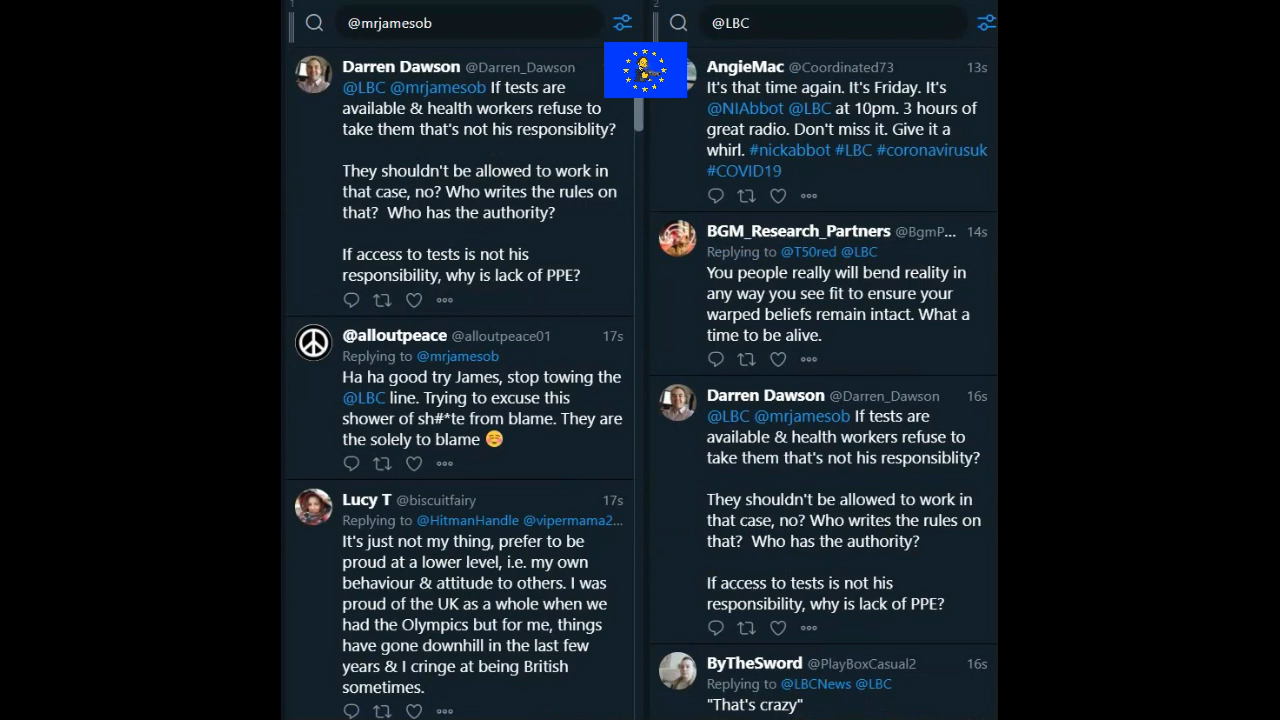 1
@mrjamesob
Darren Dawson @Darren_Dawson
@LBC @mrjamesob If tests are
available & health workers refuse to
take them that's not his responsiblity?
They shouldn't be allowed to work in
that case, no? Who writes the rules on
that?  Who has the authority?
If access to tests is not his
responsibility, why is lack of PPE?
@alloutpeace @alloutpeace01 17s
Replying to @mrjamesob
Ha ha good try James, stop towing the
@LBC line. Trying to excuse this
shower of sh#*te from blame. They are
the solely to blame ☺️
Lucy T @biscuitfairy 17s
Replying to @HitmanHandle @vipermama2...
It's just not my thing, prefer to be
proud at a lower level, i.e. my own
behaviour & attitude to others. I was
proud of the UK as a whole when we
had the Olympics but for me, things
have gone downhill in the last few
years & I cringe at being British
sometimes.
2
@LBC
AngieMac @Coordinated73 13s
It's that time again. It's Friday. It's
@NIAbbot @LBC at 10pm. 3 hours of
great radio. Don't miss it. Give it a
whirl. #nickabbot #LBC #coronavirusuk
#COVID19
BGM_Research_Partners @BgmP... 14s
Replying to @T50red @LBC
You people really will bend reality in
any way you see fit to ensure your
warped beliefs remain intact. What a
time to be alive.
Darren Dawson @Darren_Dawson 16s
@LBC @mrjamesob If tests are
available & health workers refuse to
take them that's not his responsiblity?
They shouldn't be allowed to work in
that case, no? Who writes the rules on
that?  Who has the authority?
If access to tests is not his
responsibility, why is lack of PPE?
ByTheSword @PlayBoxCasual2 16s
Replying to @LBCNews @LBC
"That's crazy"